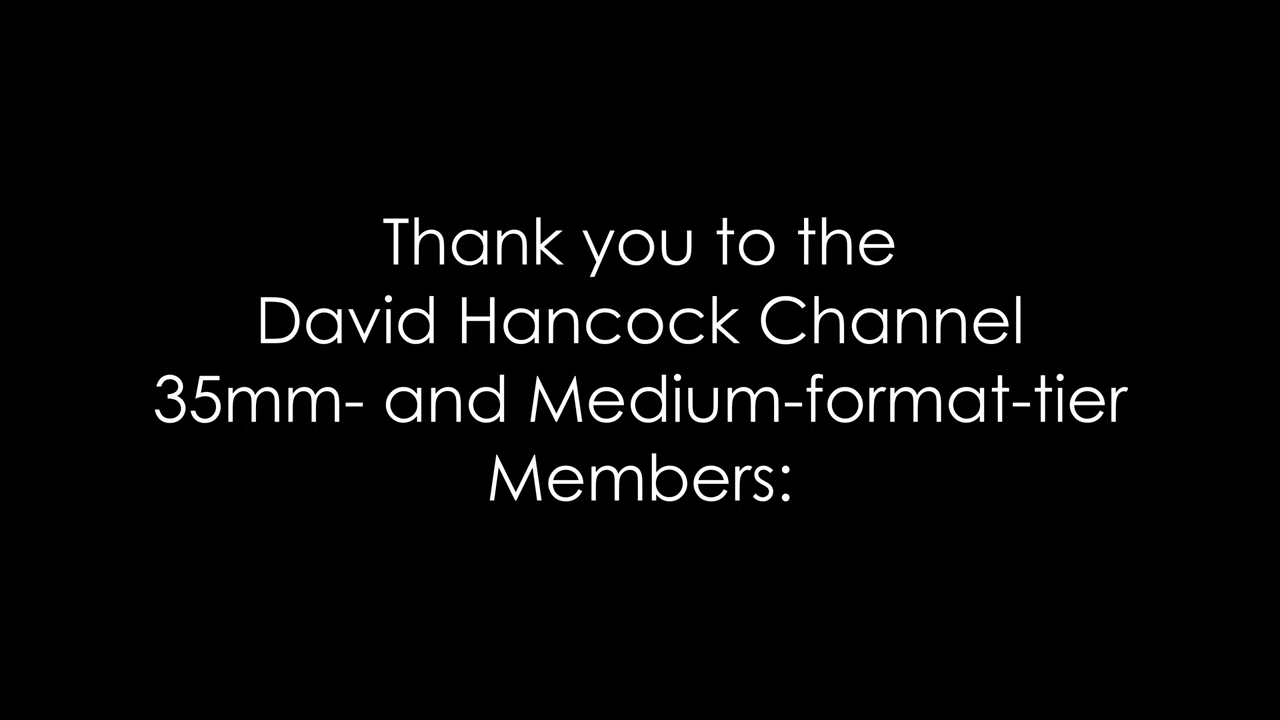 Thank you to the
David Hancock Channel
35mm- and Medium-format-tier
Members: